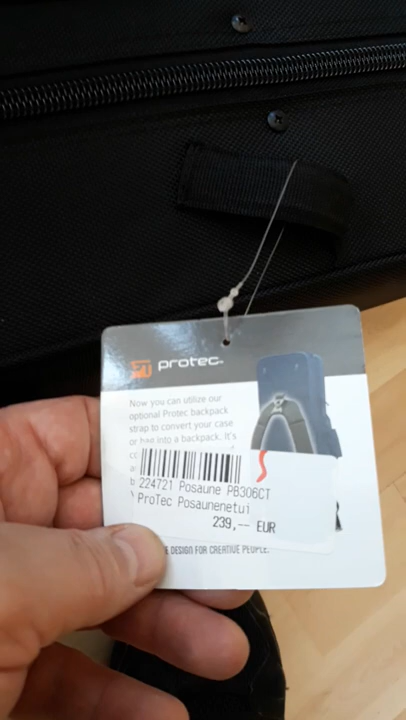 protec
Now you can utilize our
optional Protec backpack
strap to convert your case
or bag into a backpack. It's
224721 Posaune PB306CT
ProTec Posaunenetui
239,-- EUR
E DESIGN FOR CREATIVE PEOPLE.